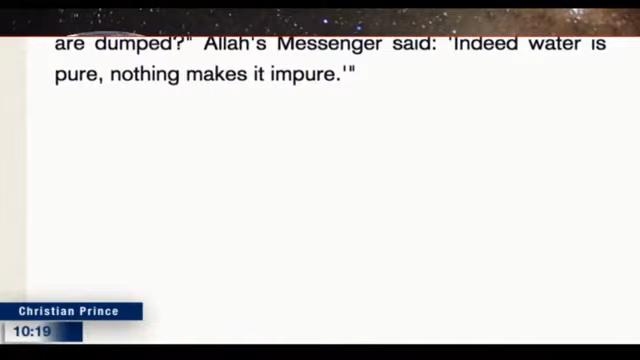 are dumped?" Allah's Messenger said: 'Indeed water is
pure, nothing makes it impure.'"
Christian Prince
10:19